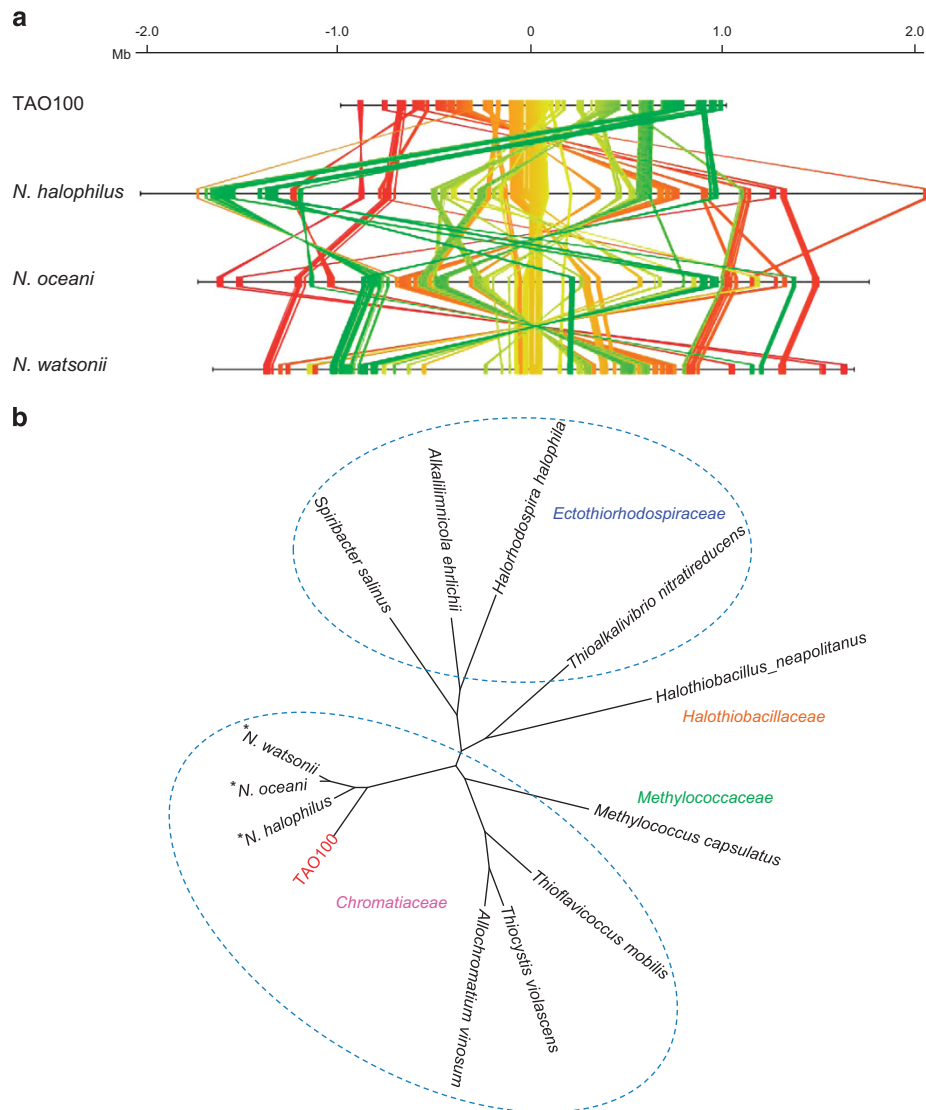 a
-2.0 -1.0 0 1.0 2.0
Mb
TAO100
N. halophilus
N. oceani
N. watsonii
b
Spiribacter salinus
Alkalilimnicola ehrlichii
Halorhodospira halophila
Ectothiorhodospiraceae
Thioalkalivibrio nitratireducens
Halothiobacillus_neapolitanus
Halothiobacillaceae
*N. watsonii
*N. oceani
*N. halophilus
TAO100
Methylococcaceae
Methylococcus capsulatus
Chromatiaceae
Thioflavicoccus mobilis
Thiocystis violascens
Allochromatium vinosum